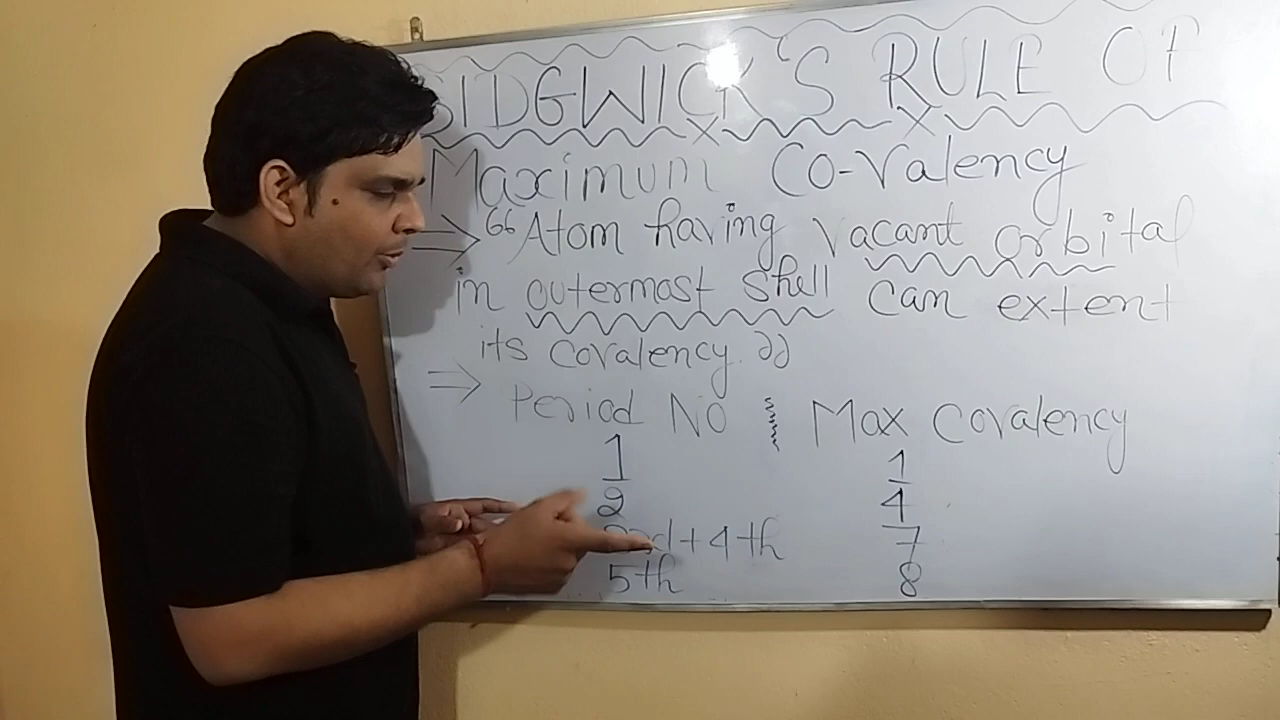 SIDGWICK'S RULE OF
Maximum Co-Valency
⇒ “Atom having vacant orbital
in outermost shell can extent
its covalency.”
⇒ Period No Max Covalency
1 1
2 4
3rd+4th 7
5th 8